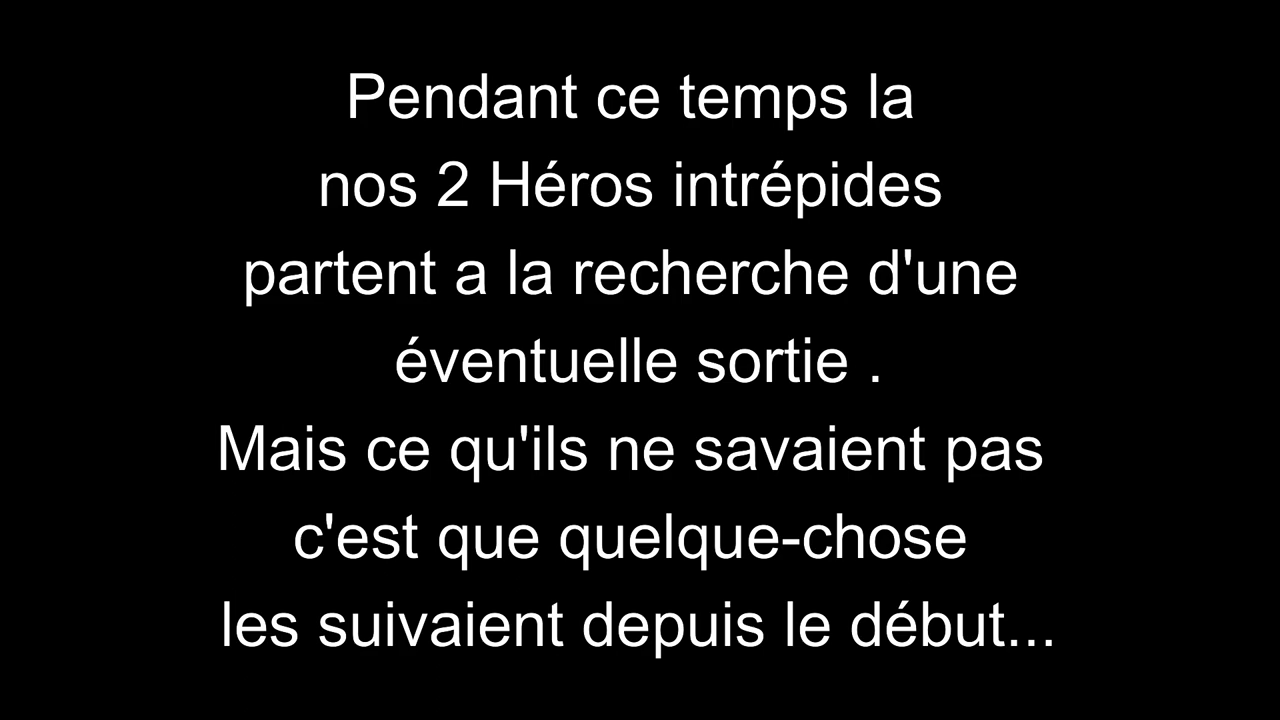 Pendant ce temps la
nos 2 Héros intrépides
partent a la recherche d'une
éventuelle sortie .
Mais ce qu'ils ne savaient pas
c'est que quelque-chose
les suivaient depuis le début...